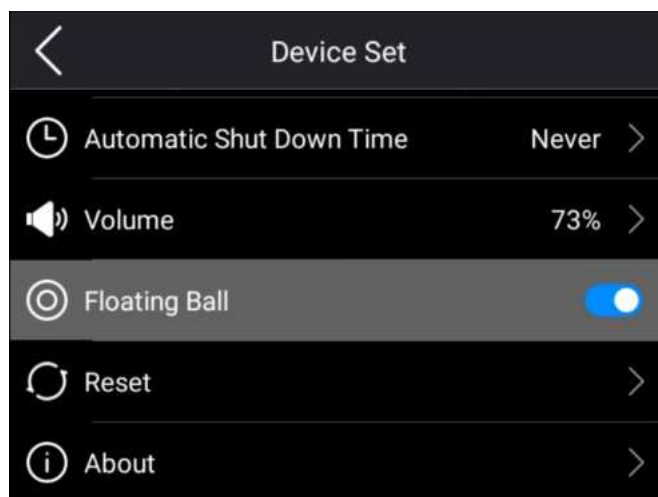 Device Set
Automatic Shut Down Time Never
Volume 73%
Floating Ball
Reset
About